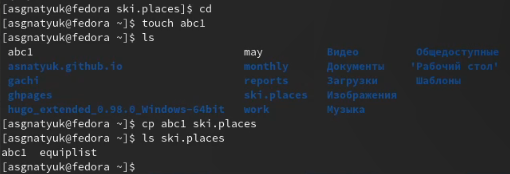 [asgnatyuk@fedora ski.places]$ cd
[asgnatyuk@fedora ~]$ touch abc1
[asgnatyuk@fedora ~]$ ls
abc1 may Видео Общедоступные
asnatyuk.github.io monthly Документы 'Рабочий стол'
gachi reports Загрузки Шаблоны
ghpages ski.places Изображения
hugo_extended_0.98.0_Windows-64bit work Музыка
[asgnatyuk@fedora ~]$ cp abc1 ski.places
[asgnatyuk@fedora ~]$ ls ski.places
abc1 equiplist
[asgnatyuk@fedora ~]$